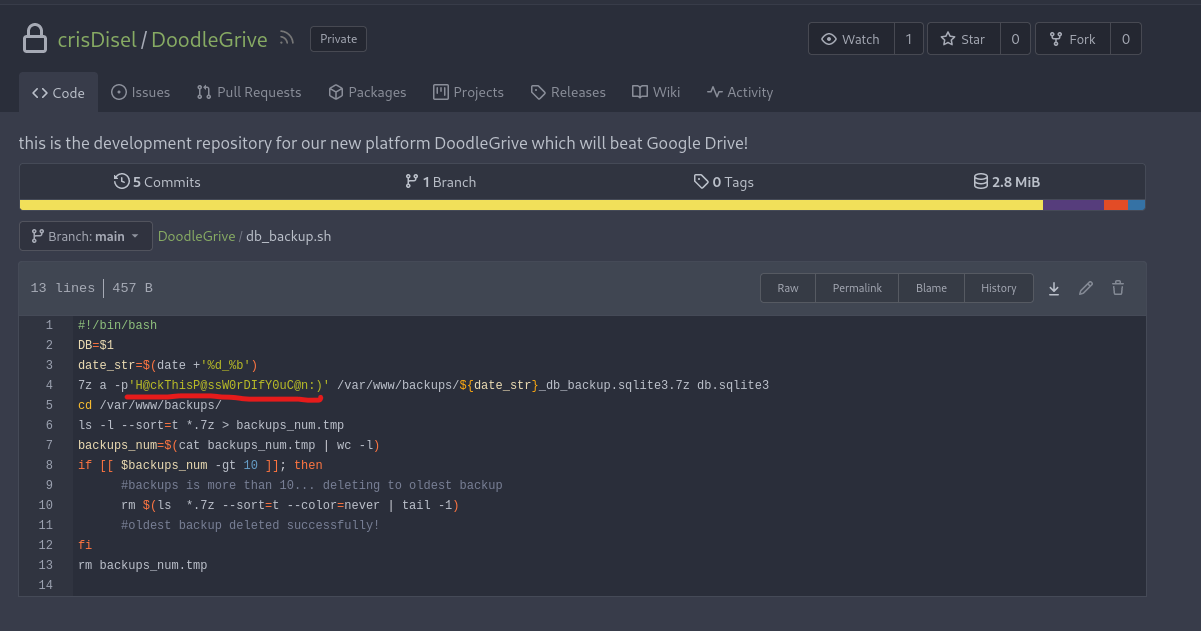 crisDisel / DoodleGrive Private Watch 1 Star 0 Fork 0
Code Issues Pull Requests Packages Projects Releases Wiki Activity
this is the development repository for our new platform DoodleGrive which will beat Google Drive!
5 Commits 1 Branch 0 Tags 2.8 MiB
Branch: main DoodleGrive / db_backup.sh
13 lines 457 B Raw Permalink Blame History
1 #!/bin/bash
2 DB=$1
3 date_str=$(date +'%d_%b')
4 7z a -p'H@ckThisP@ssW0rDIfY0uC@n:)' /var/www/backups/${date_str}_db_backup.sqlite3.7z db.sqlite3
5 cd /var/www/backups/
6 ls -l --sort=t *.7z > backups_num.tmp
7 backups_num=$(cat backups_num.tmp | wc -l)
8 if [[ $backups_num -gt 10 ]]; then
9 #backups is more than 10... deleting to oldest backup
10 rm $(ls  *.7z --sort=t --color=never | tail -1)
11 #oldest backup deleted successfully!
12 fi
13 rm backups_num.tmp
14